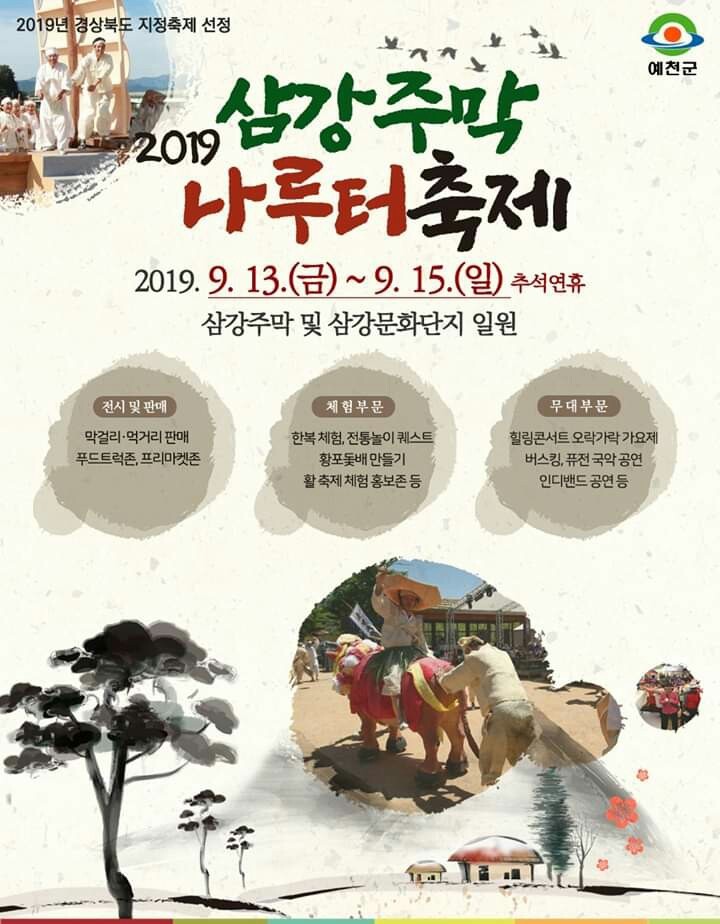 2019년 경상북도 지정축제 선정
예천군
2019 삼강주막
나루터축제
2019. 9. 13.(금) ~ 9. 15.(일) 추석연휴
삼강주막 및 삼강문화단지 일원
전시 및 판매
막걸리·먹거리 판매
푸드트럭존, 프리마켓존
체험부문
한복 체험, 전통놀이 퀘스트
황포돛배 만들기
활 축제 체험 홍보존 등
무대부문
힐링콘서트 오락가락 가요제
버스킹, 퓨전 국악 공연
인디밴드 공연 등